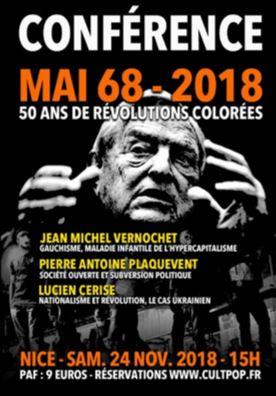 CONFÉRENCE
MAI 68 - 2018
50 ANS DE RÉVOLUTIONS COLORÉES
JEAN MICHEL VERNOCHET
GAUCHISME, MALADIE INFANTILE DE L'HYPERCAPITALISME
PIERRE ANTOINE PLAQUEVENT
SOCIÉTÉ OUVERTE ET SUBVERSION POLITIQUE
LUCIEN CERISE
NATIONALISME ET RÉVOLUTION, LE CAS UKRAINIEN
NICE - SAM. 24 NOV. 2018 - 15H
PAF : 9 EUROS - RÉSERVATIONS WWW.CULTPOP.FR